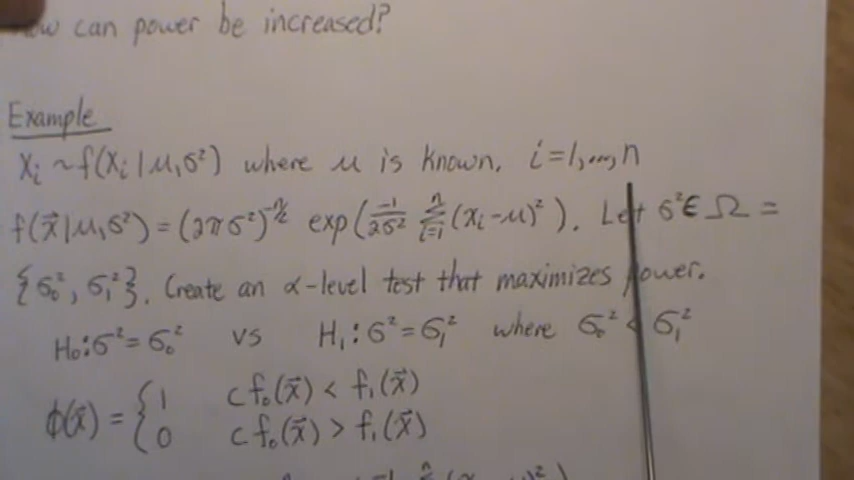 can power be increased?
Example
Xᵢ ~ f(Xᵢ | μ, σ²) where μ is known. i = 1, ..., n
f(x⃗ | μ, σ²) = (2πσ²)^(-n/2) exp(-1/(2σ²) Σᵢ₌₁ⁿ (xᵢ - μ)²). Let σ² ∈ Ω =
{σ₀², σ₁²}. Create an α-level test that maximizes power.
H₀: σ² = σ₀² vs H₁: σ² = σ₁² where σ₀² < σ₁²
ϕ(x⃗) = { 1 c f₀(x⃗) < f₁(x⃗)
0 c f₀(x⃗) > f₁(x⃗)